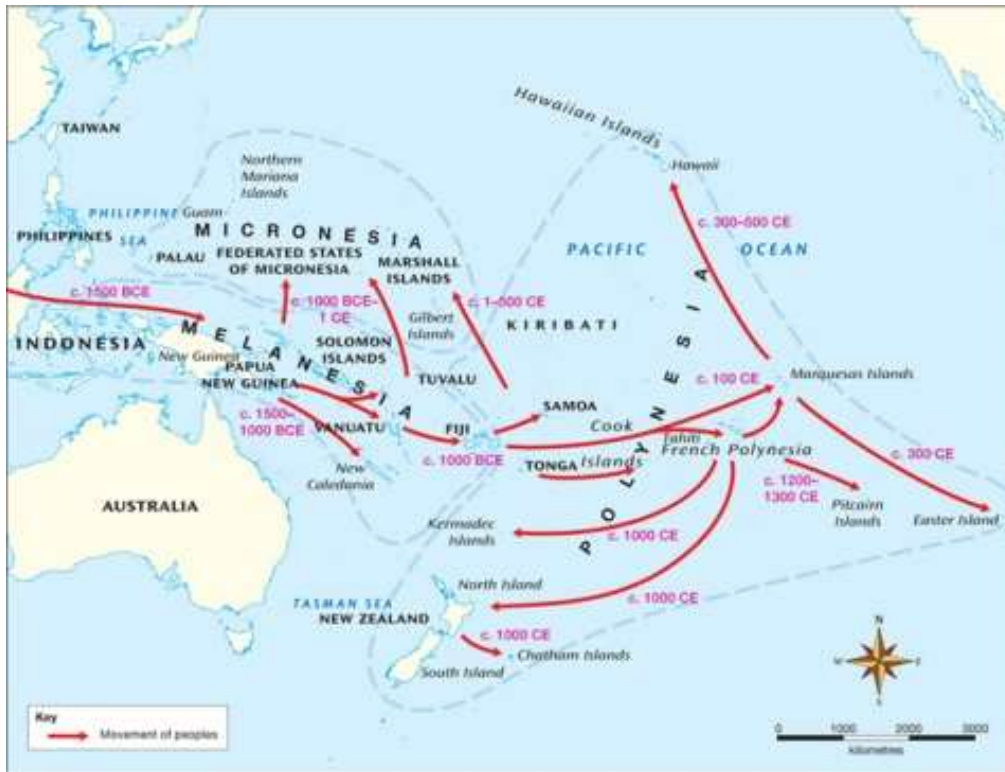 Hawaiian Islands
Hawaii
TAIWAN
Northern
Mariana
Islands
PHILIPPINE
SEA
Guam
PHILIPPINES
MICRONESIA
PALAU
FEDERATED STATES
OF MICRONESIA
MARSHALL
ISLANDS
PACIFIC OCEAN
c. 300–500 CE
c. 1500 BCE
c. 1000 BCE–
1 CE
c. 1–500 CE
Gilbert
Islands
KIRIBATI
INDONESIA
MELANESIA
New Guinea
PAPUA
NEW GUINEA
SOLOMON
ISLANDS
TUVALU
POLYNESIA
c. 100 CE
Marquesan Islands
c. 1500–
1000 BCE
VANUATU
FIJI
SAMOA
Cook
Islands
Tahiti
French Polynesia
c. 1000 BCE
TONGA
c. 300 CE
New
Caledonia
c. 1200–
1300 CE
Pitcairn
Islands
Easter Island
AUSTRALIA
Kermadec
Islands
c. 1000 CE
North Island
TASMAN SEA
NEW ZEALAND
c. 1000 CE
c. 1000 CE
Chatham Islands
South Island
N
W
E
S
Key
Movement of peoples
0 1000 2000 3000
kilometres